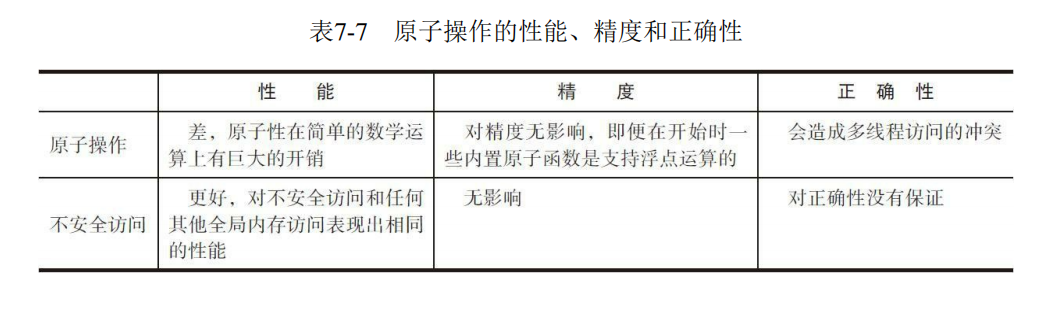 表7-7 原子操作的性能、精度和正确性
性 能 精 度 正 确 性
原子操作 差，原子性在简单的数学运算上有巨大的开销 对精度无影响，即便在开始时一些内置原子函数是支持浮点运算的 会造成多线程访问的冲突
不安全访问 更好，对不安全访问和任何其他全局内存访问表现出相同的性能 无影响 对正确性没有保证